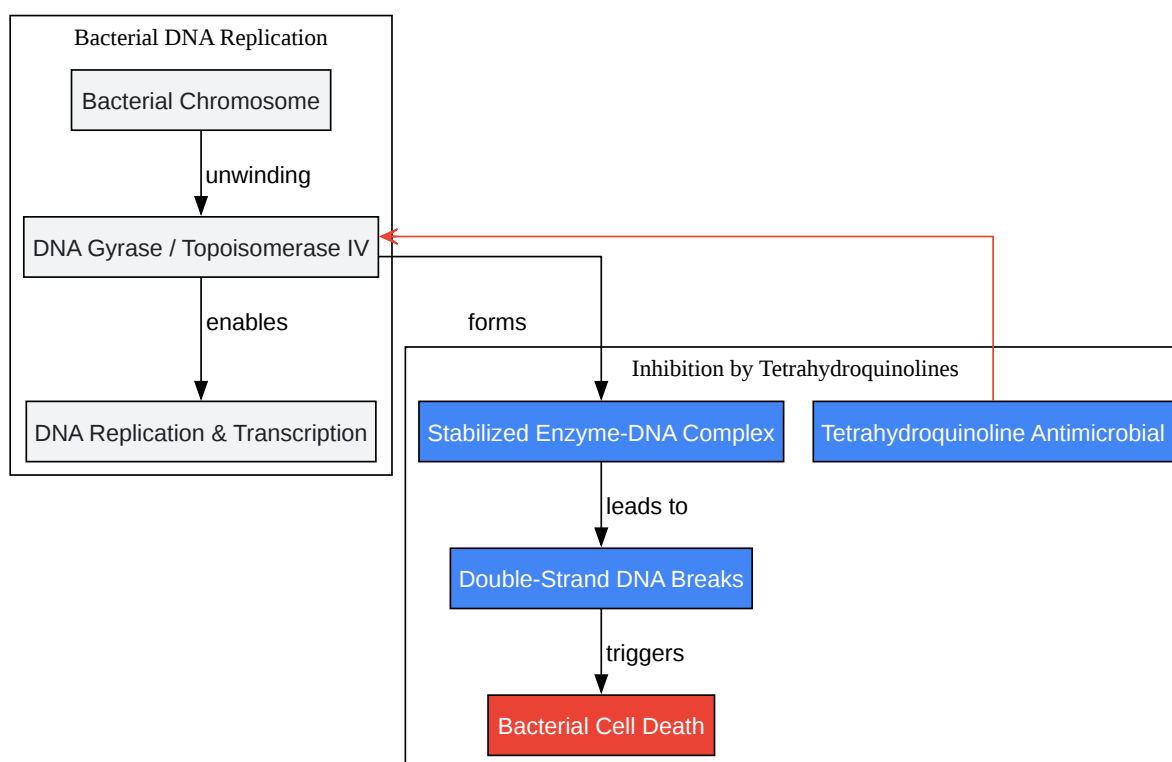 Bacterial DNA Replication
Bacterial Chromosome
unwinding
DNA Gyrase / Topoisomerase IV
enables
forms
DNA Replication & Transcription
Inhibition by Tetrahydroquinolines
Stabilized Enzyme-DNA Complex
Tetrahydroquinoline Antimicrobial
leads to
Double-Strand DNA Breaks
triggers
Bacterial Cell Death